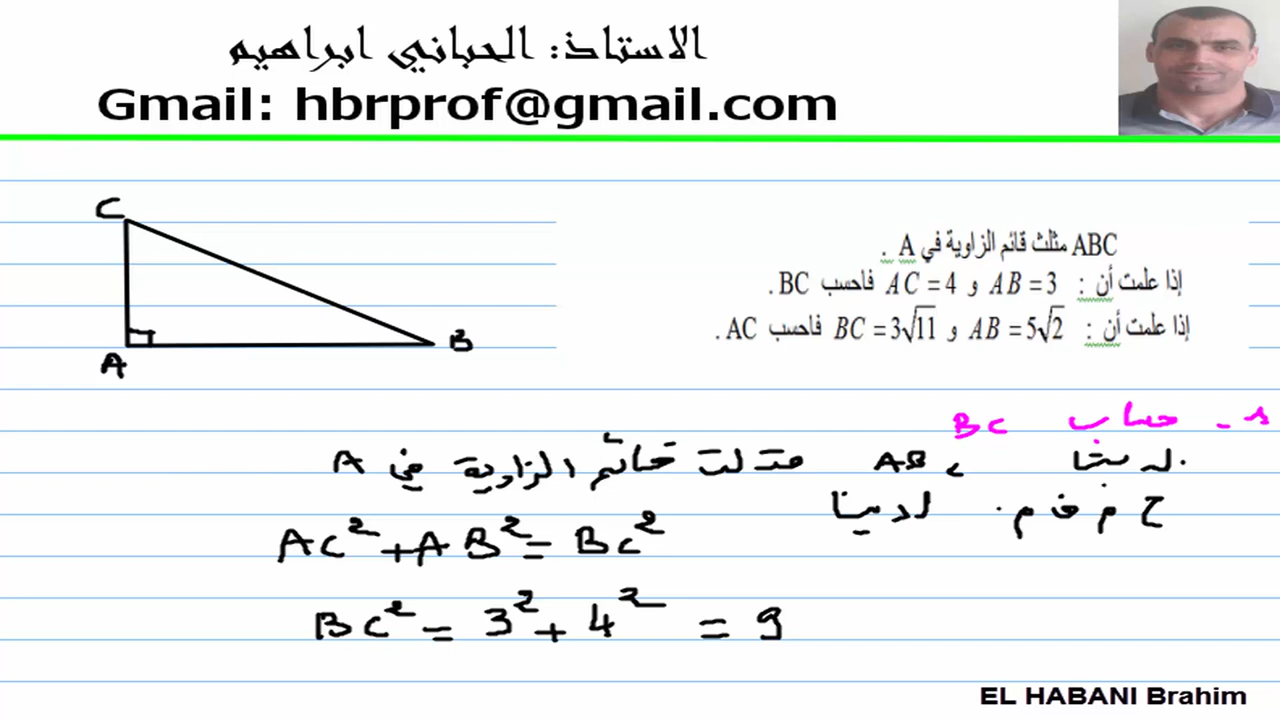 الاستاذ: الحباني ابراهيم
Gmail: hbrprof@gmail.com
C
A
B
ABC مثلث قائم الزاوية في A .
إذا علمت أن : AB = 3 و AC = 4 فاحسب BC .
إذا علمت أن : AB = 5√2 و BC = 3√11 فاحسب AC .
1 - حساب BC
لدينا ABC مثلث قائم الزاوية في A
ح م ف م . لدينا
AC² + AB² = BC²
BC² = 3² + 4² = 9
EL HABANI Brahim